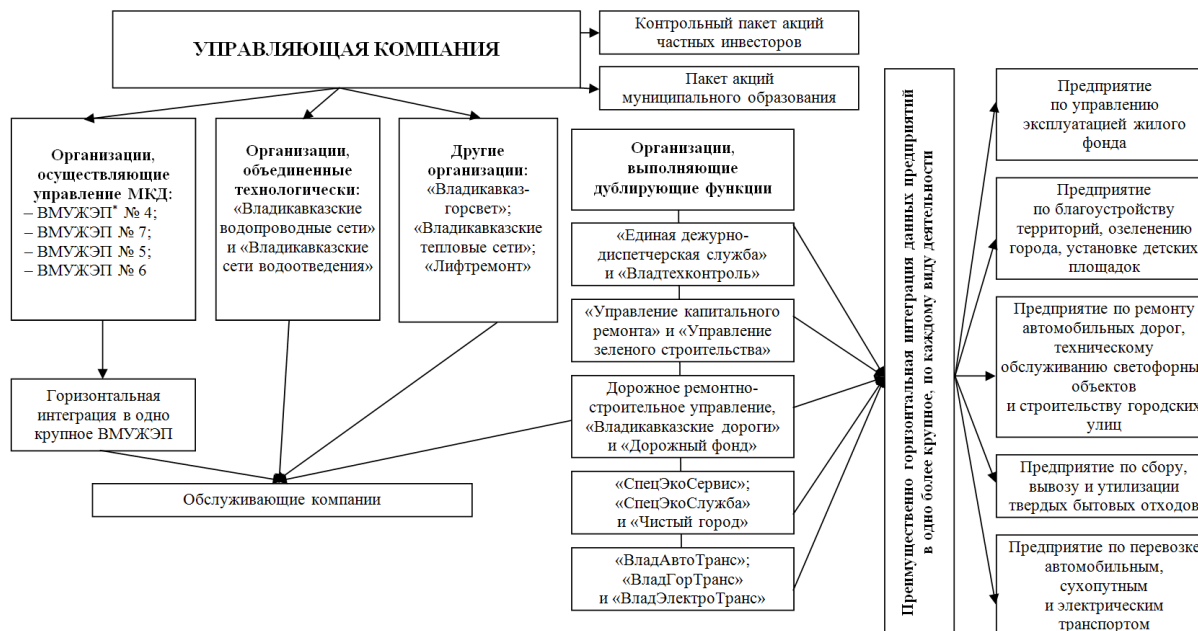 УПРАВЛЯЮЩАЯ КОМПАНИЯ
Контрольный пакет акций
частных инвесторов
Пакет акций
муниципального образования
Организации,
осуществляющие
управление МКД:
– ВМУЖЭП* № 4;
– ВМУЖЭП № 7;
– ВМУЖЭП № 5;
– ВМУЖЭП № 6
Организации,
объединенные
технологически:
«Владикавказские
водопроводные сети»
и «Владикавказские
сети водоотведения»
Другие
организации:
«Владикавказ-
горсвет»;
«Владикавказские
тепловые сети»;
«Лифтремонт»
Горизонтальная
интеграция в одно
крупное ВМУЖЭП
Обслуживающие компании
Организации,
выполняющие
дублирующие функции
«Единая дежурно-
диспетчерская служба»
и «Владтехконтроль»
«Управление капитального
ремонта» и «Управление
зеленого строительства»
Дорожное ремонтно-
строительное управление,
«Владикавказские дороги»
и «Дорожный фонд»
«СпецЭкоСервис»;
«СпецЭкоСлужба»
и «Чистый город»
«ВладАвтоТранс»;
«ВладГорТранс»
и «ВладЭлектроТранс»
Преимущественно горизонтальная интеграция данных предприятий
в одно более крупное, по каждому виду деятельности
Предприятие
по управлению
эксплуатацией жилого
фонда
Предприятие
по благоустройству
территорий, озеленению
города, установке детских
площадок
Предприятие по ремонту
автомобильных дорог,
техническому
обслуживанию светофорных
объектов
и строительству городских
улиц
Предприятие по сбору,
вывозу и утилизации
твердых бытовых отходов
Предприятие по перевозке
автомобильным,
сухопутным
и электрическим
транспортом